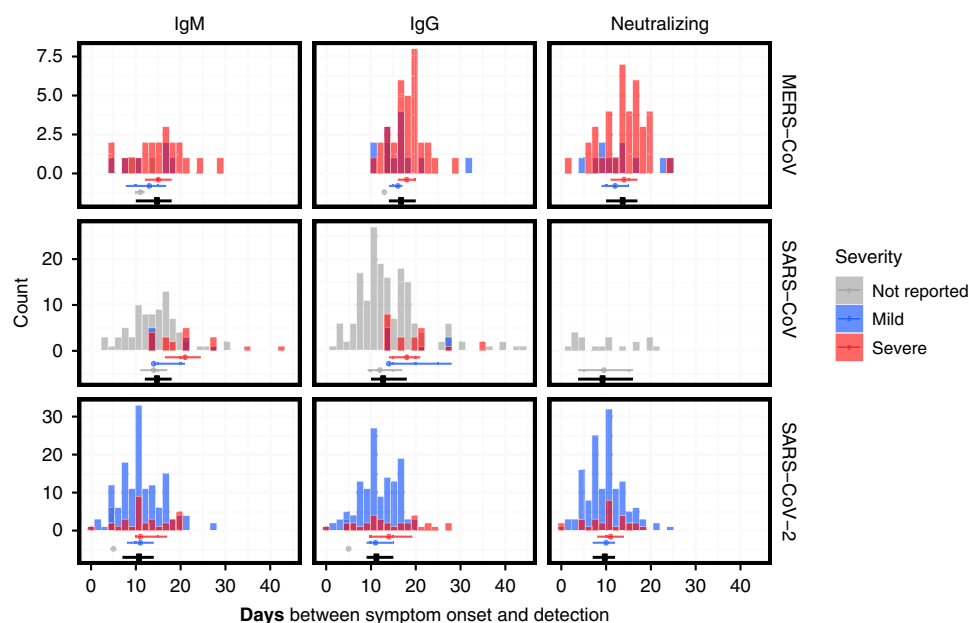 IgM IgG Neutralizing
7.5
5.0
2.5
0.0
MERS−CoV
20
10
0
SARS−CoV
30
20
10
0
SARS−CoV−2
Count
0 10 20 30 40 0 10 20 30 40 0 10 20 30 40
Days between symptom onset and detection
Severity
Not reported
Mild
Severe